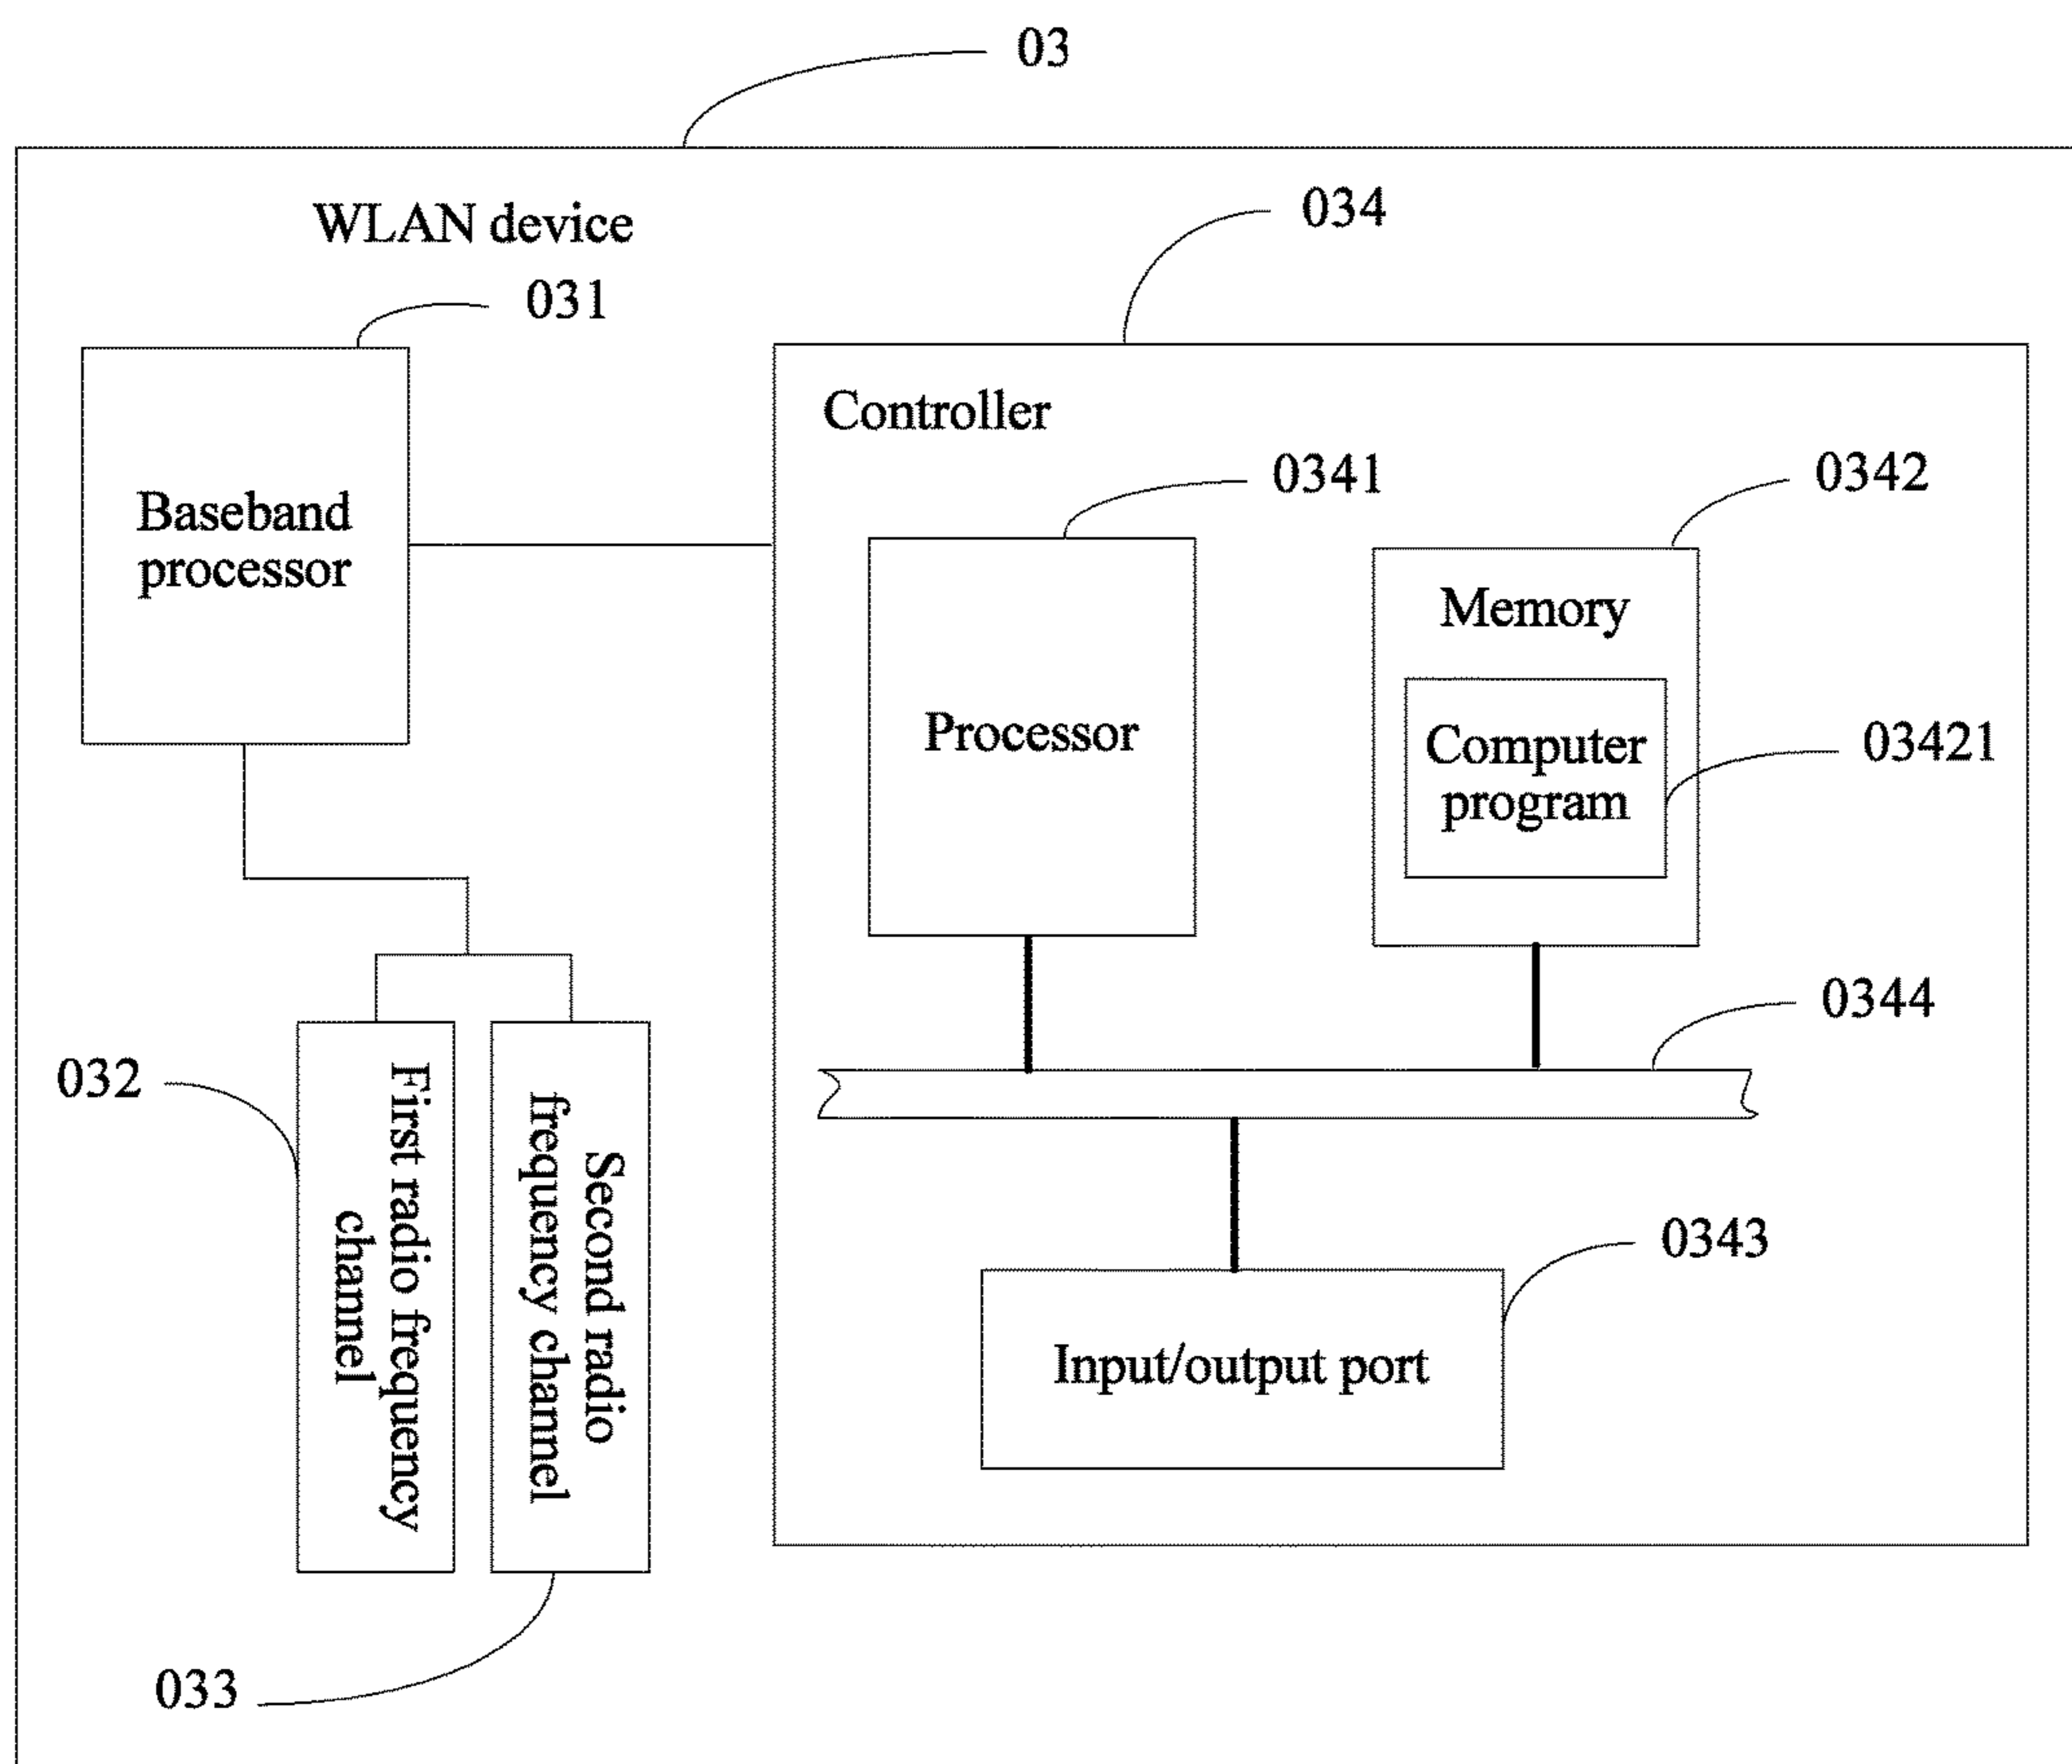 03
WLAN device
034
031
Controller
0341
0342
Baseband
processor
Memory
Processor
Computer
program
03421
0344
032
First radio frequency
channel
Second radio
frequency channel
0343
Input/output port
033